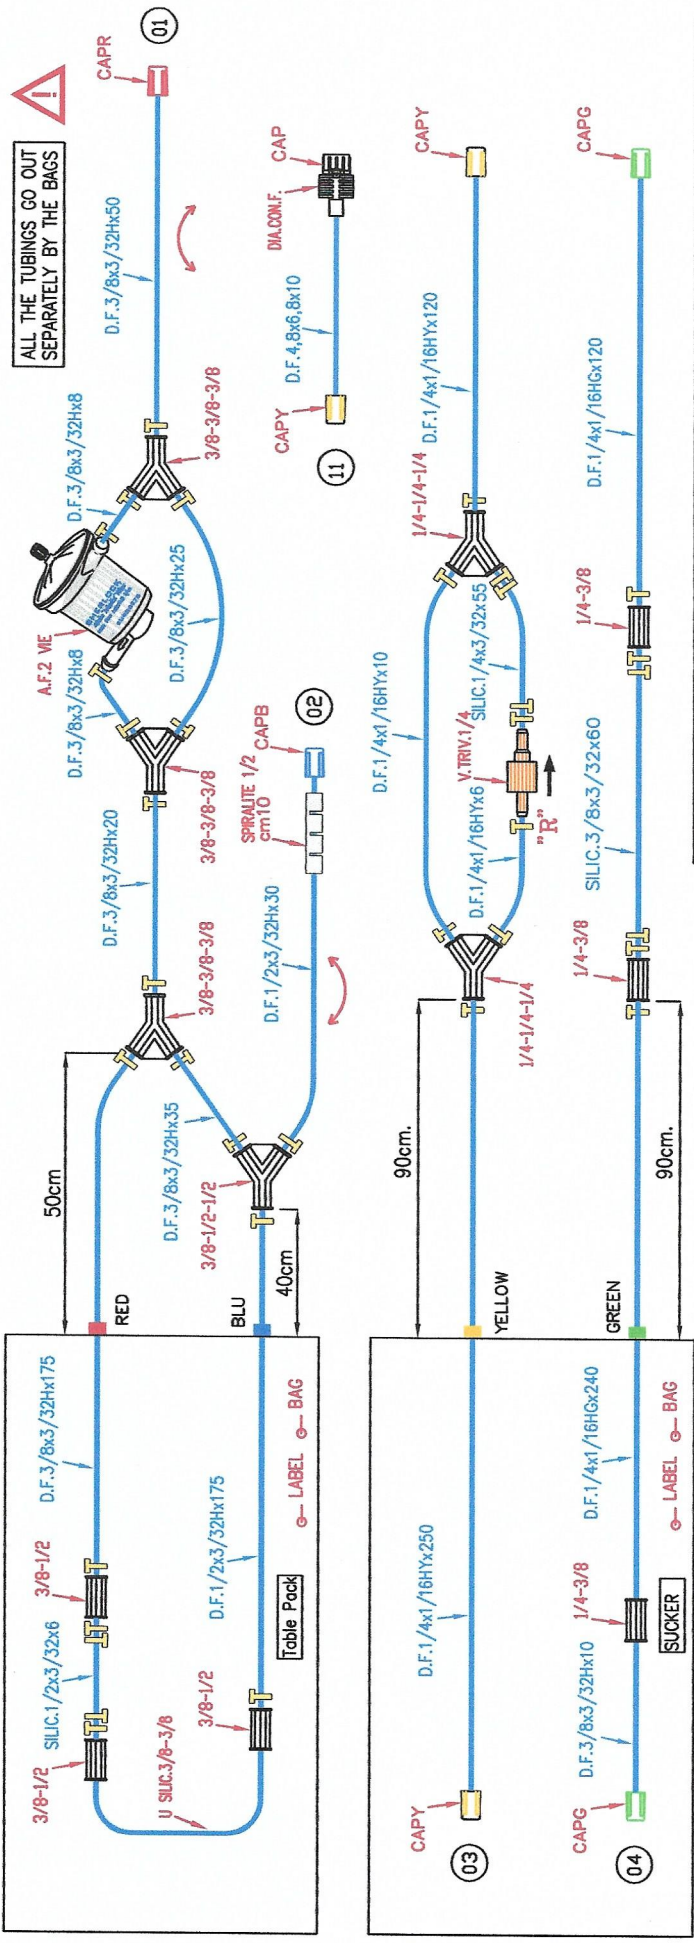 ALL THE TUBINGS GO OUT
SEPARATELY BY THE BAGS
CAPR
01
D.F.3/8x3/32Hx50
3/8-3/8-3/8
D.F.3/8x3/32Hx8
A.F.2 VIE
D.F.3/8x3/32Hx25
D.F.3/8x3/32Hx8
3/8-3/8-3/8
D.F.3/8x3/32Hx20
3/8-3/8-3/8
50cm
RED
D.F.3/8x3/32Hx175
3/8-1/2
SILIC.1/2x3/32x6
3/8-1/2
U SILIC.3/8-3/8
3/8-1/2
D.F.1/2x3/32Hx175
Table Pack
LABEL
BAG
BLU
40cm
3/8-1/2-1/2
D.F.3/8x3/32Hx35
D.F.1/2x3/32Hx30
SPIRALITE 1/2
cm10
CAPB
02
11
CAPY
D.F.4,8x6,8x10
DIA.CON.F.
CAP
03
CAPY
D.F.1/4x1/16HYx250
YELLOW
90cm.
1/4-1/4-1/4
D.F.1/4x1/16HYx10
D.F.1/4x1/16HYx6
V.TRIV.1/4
"R"
SILIC.1/4x3/32x55
1/4-1/4-1/4
D.F.1/4x1/16HYx120
CAPY
04
CAPG
D.F.3/8x3/32Hx10
1/4-3/8
SUCKER
D.F.1/4x1/16HGx240
LABEL
BAG
GREEN
90cm.
1/4-3/8
SILIC.3/8x3/32x60
1/4-3/8
D.F.1/4x1/16HGx120
CAPG